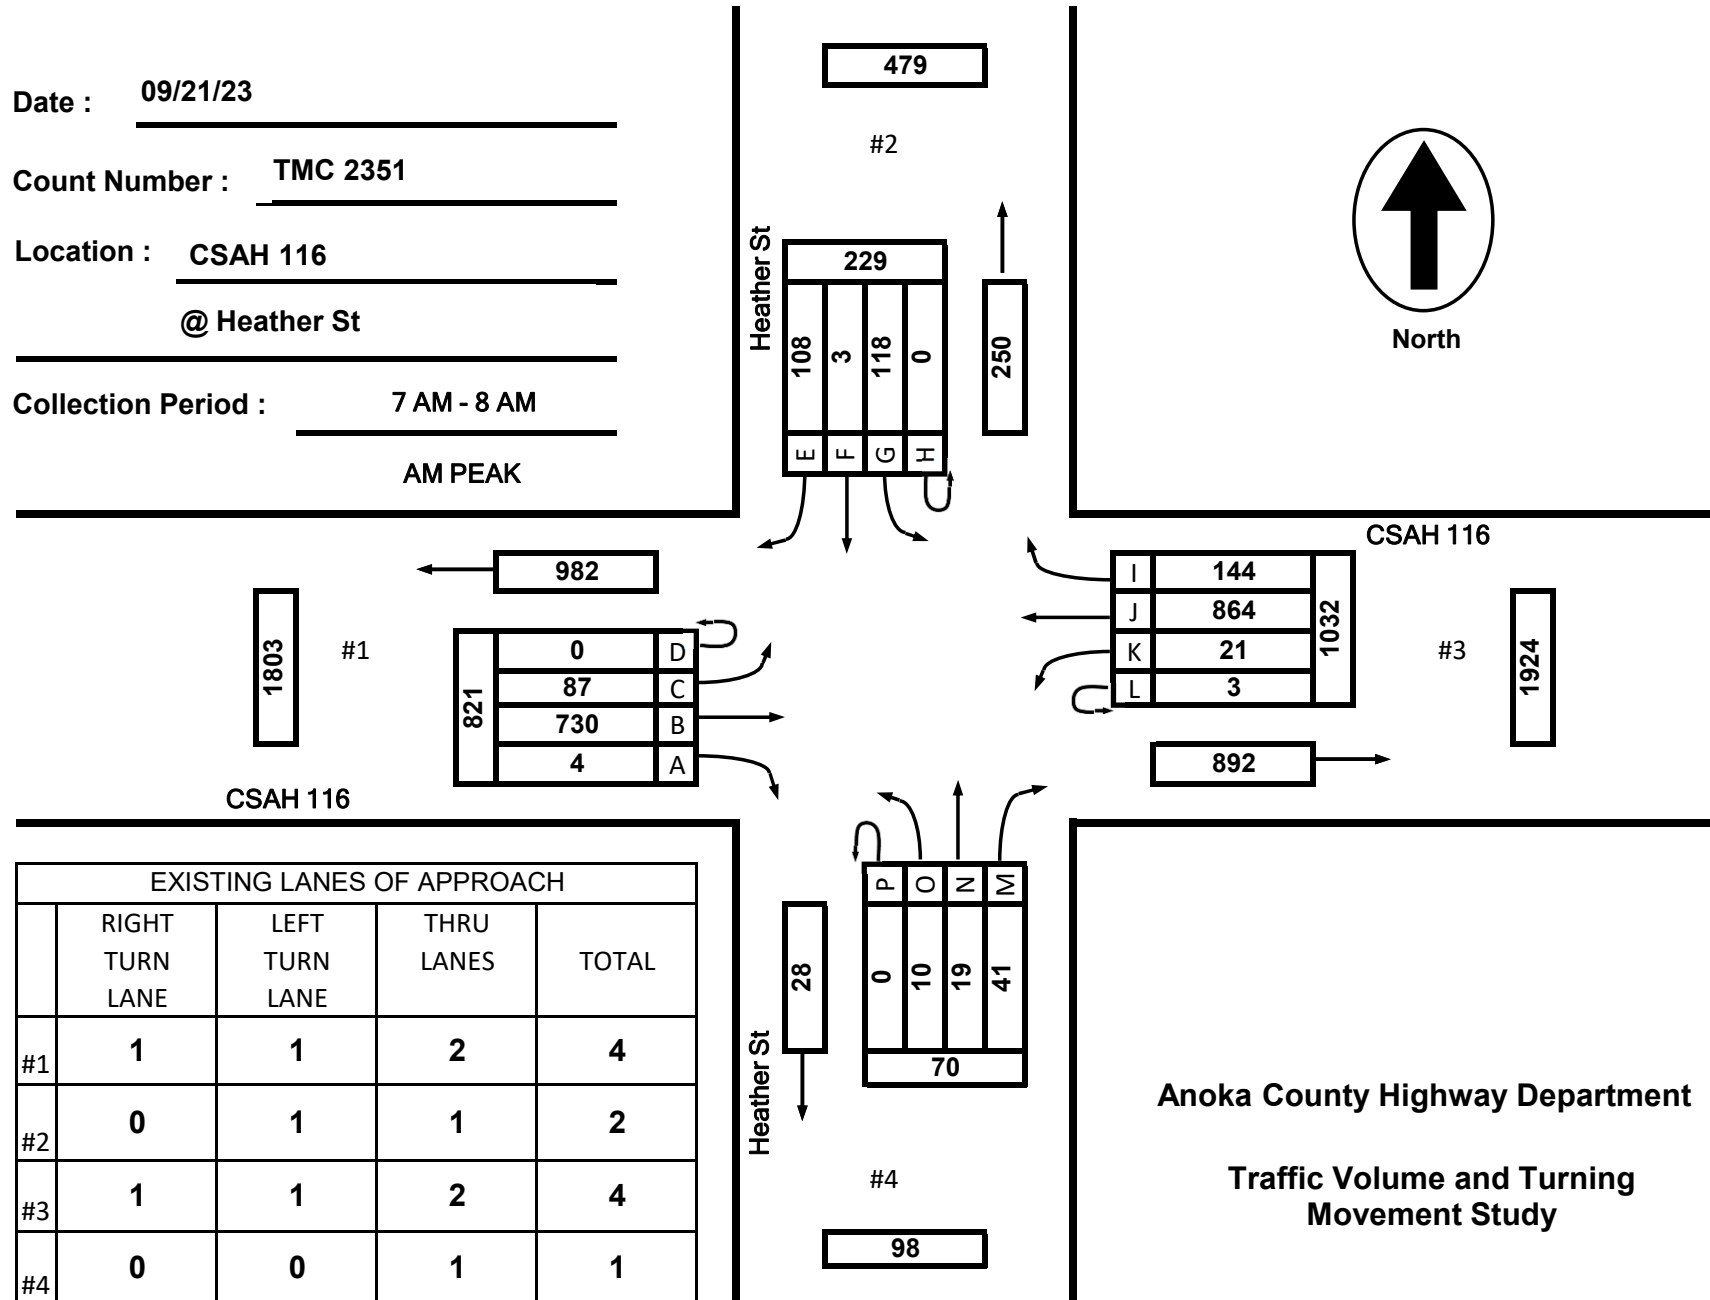 Date : 09/21/23
Count Number : TMC 2351
Location : CSAH 116
@ Heather St
Collection Period : 7 AM - 8 AM
AM PEAK
479
#2
Heather St
229
108 3 118 0
E F G H
250
North
CSAH 116
982
1803
#1
821
0 D
87 C
730 B
4 A
CSAH 116
I 144
J 864
K 21
L 3
1032
#3
1924
892
P O N M
0 10 19 41
70
28
Heather St
#4
98
EXISTING LANES OF APPROACH
RIGHT TURN LANE
LEFT TURN LANE
THRU LANES
TOTAL
#1 1 1 2 4
#2 0 1 1 2
#3 1 1 2 4
#4 0 0 1 1
Anoka County Highway Department
Traffic Volume and Turning
Movement Study